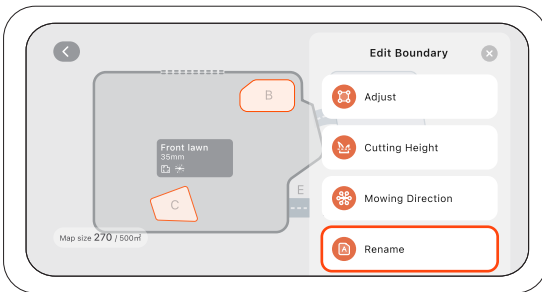 Edit Boundary
B
Adjust
Front lawn
35mm
Cutting Height
C
E
Mowing Direction
Map size 270 / 500㎡
A
Rename